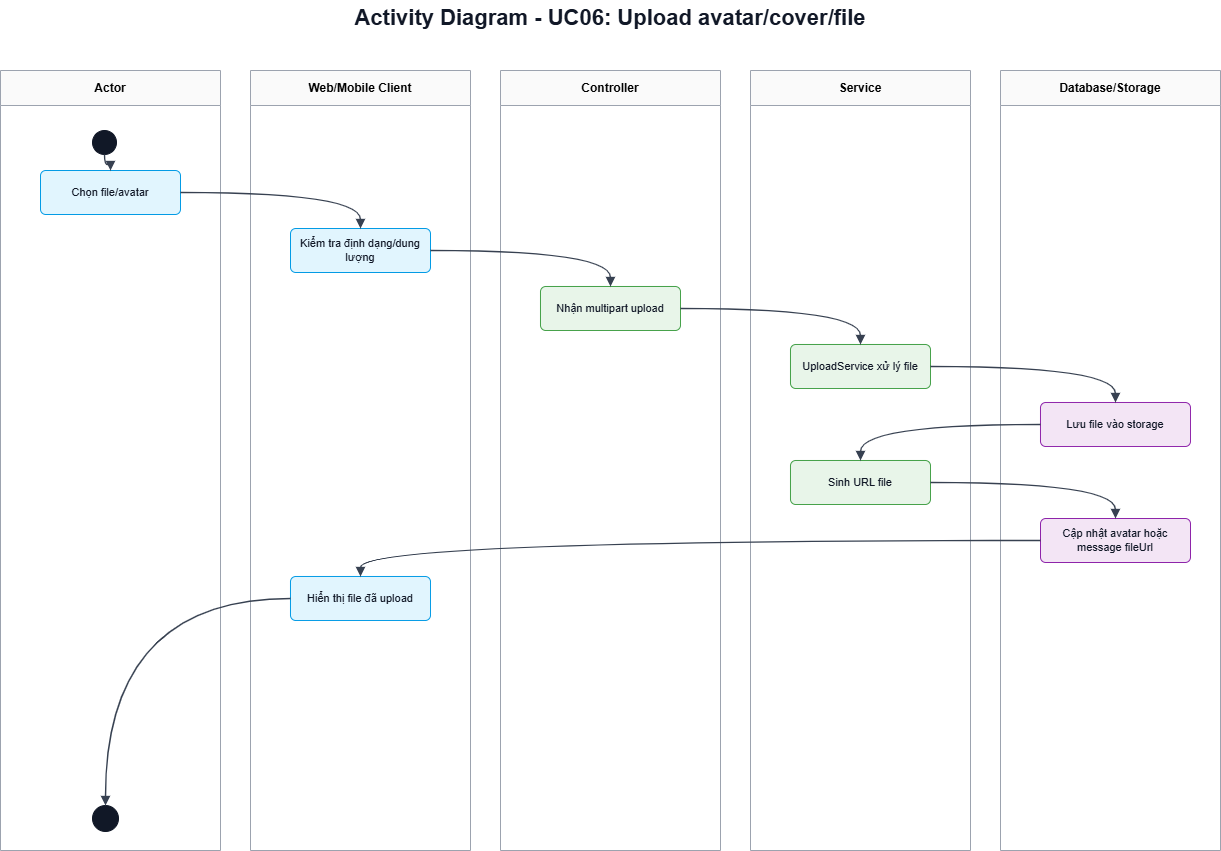 Activity Diagram - UC06: Upload avatar/cover/file
Actor
Web/Mobile Client
Controller
Service
Database/Storage
Chọn file/avatar
Kiểm tra định dạng/dung
lượng
Nhận multipart upload
UploadService xử lý file
Lưu file vào storage
Sinh URL file
Cập nhật avatar hoặc
message fileUrl
Hiển thị file đã upload